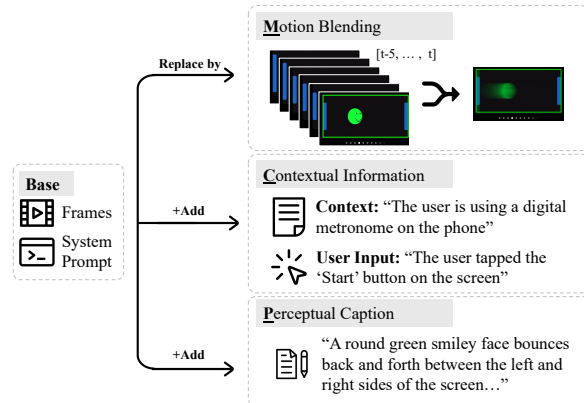 Motion Blending
[t-5, … , t]
Replace by
Base
Frames
System
Prompt
+Add
Contextual Information
Context: “The user is using a digital
metronome on the phone”
User Input: “The user tapped the
‘Start’ button on the screen”
+Add
Perceptual Caption
“A round green smiley face bounces
back and forth between the left and
right sides of the screen…”